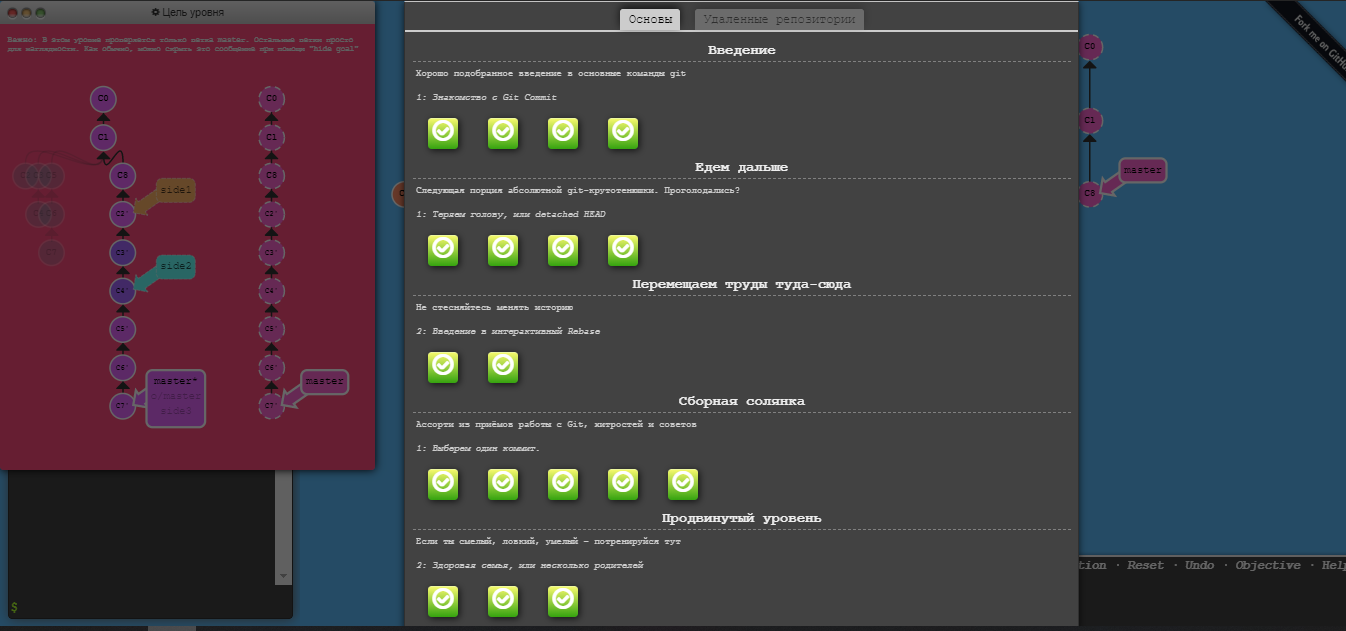 Цель уровня
Важно: В этом уровне проверяется только ветка master. Остальные ветки просто
для наглядности. Как обычно, можно скрыть это сообщение при помощи "hide goal"
C0
C1
C8
side1
C2'
C3'
side2
C4'
C5'
C6'
master*
o/master
side3
C7'
C0
C1
C8
C2'
C3'
C4'
C5'
C6'
master
C7'
$
Основы
Удаленные репозитории
Введение
Хорошо подобранное введение в основные команды git
1: Знакомство с Git Commit
Едем дальше
Следующая порция абсолютной git-крутотенюшки. Проголодались?
1: Теряем голову, или detached HEAD
Перемещаем труды туда-сюда
Не стесняйтесь менять историю
2: Введение в интерактивный Rebase
Сборная солянка
Ассорти из приёмов работы с Git, хитростей и советов
1: Выберем один коммит.
Продвинутый уровень
Если ты смелый, ловкий, умелый – потренируйся тут
2: Здоровая семья, или несколько родителей
C0
C1
master
C8
Fork me on GitHu
tion · Reset · Undo · Objective · Help